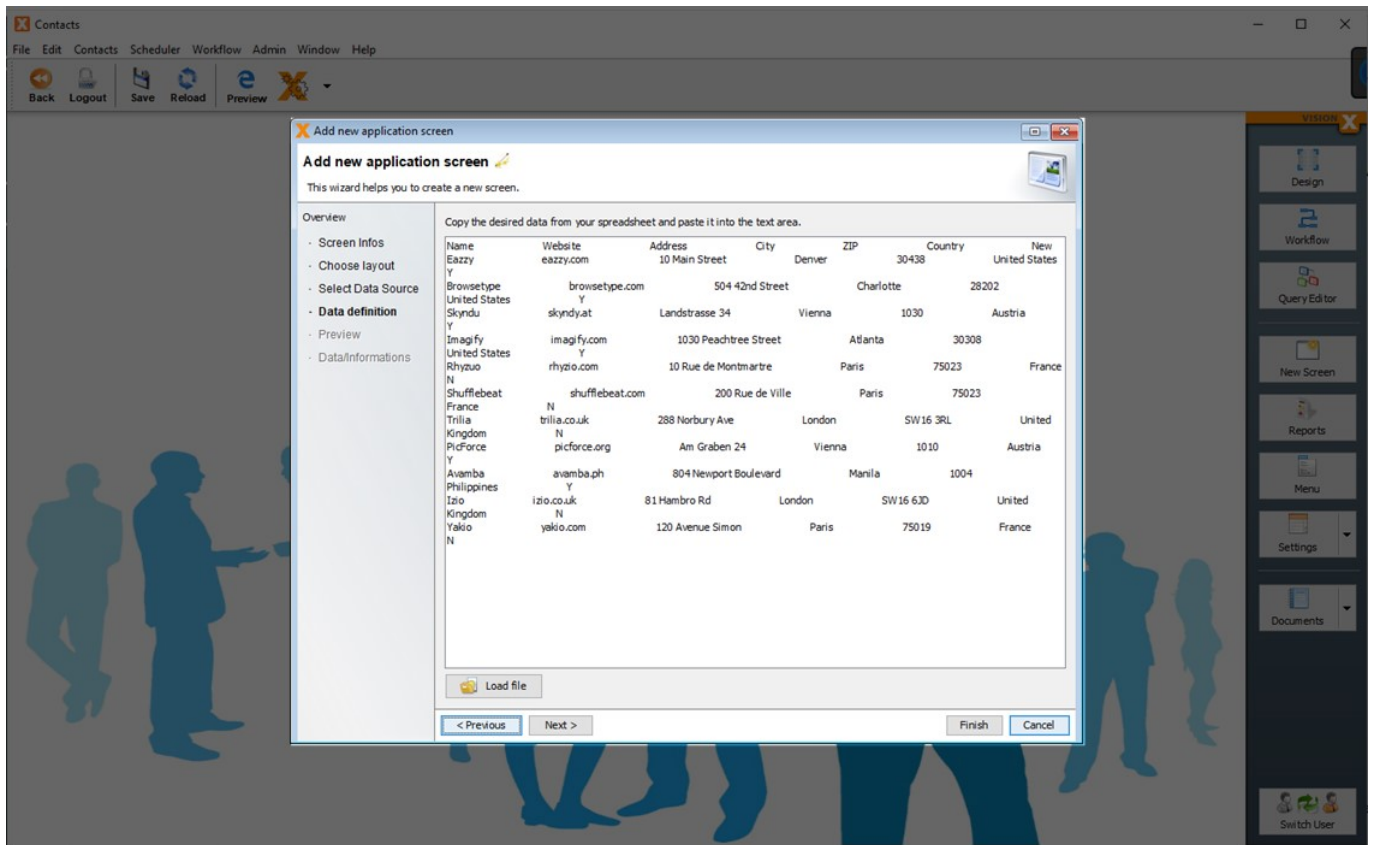 Contacts
File Edit Contacts Scheduler Workflow Admin Window Help
Back Logout Save Reload Preview
VISION
Design
Workflow
Query Editor
New Screen
Reports
Menu
Settings
Documents
Switch User
Add new application screen
Add new application screen
This wizard helps you to create a new screen.
Overview
· Screen Infos
· Choose layout
· Select Data Source
· Data definition
· Preview
· Data/Informations
Copy the desired data from your spreadsheet and paste it into the text area.
Name Website Address City ZIP Country New
Eazzy eazzy.com 10 Main Street Denver 30438 United States
Y
Browsetype browsetype.com 504 42nd Street Charlotte 28202
United States Y
Skyndu skyndy.at Landstrasse 34 Vienna 1030 Austria
Y
Imagify imagify.com 1030 Peachtree Street Atlanta 30308
United States Y
Rhyzuo rhyzio.com 10 Rue de Montmartre Paris 75023 France
N
Shufflebeat shufflebeat.com 200 Rue de Ville Paris 75023
France N
Trilia trilia.co.uk 288 Norbury Ave London SW16 3RL United
Kingdom N
PicForce picforce.org Am Graben 24 Vienna 1010 Austria
Y
Avamba avamba.ph 804 Newport Boulevard Manila 1004
Philippines Y
Izio izio.co.uk 81 Hambro Rd London SW16 6JD United
Kingdom N
Yakio yakio.com 120 Avenue Simon Paris 75019 France
N
Load file
< Previous Next > Finish Cancel